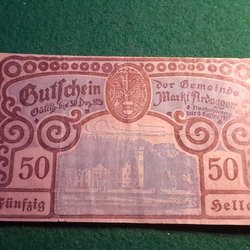 Gutschein
der Gemeinde
Gültig bis 30. Dez. 1920
Markt Ardagger
50
50
Fünfzig
Heller